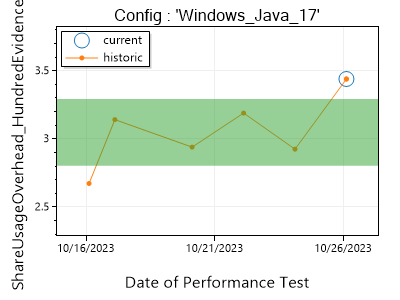 Config : 'Windows_Java_17'
current
historic
ShareUsageOverhead_HundredEvidence
3.5
3
2.5
10/16/2023
10/21/2023
10/26/2023
Date of Performance Test